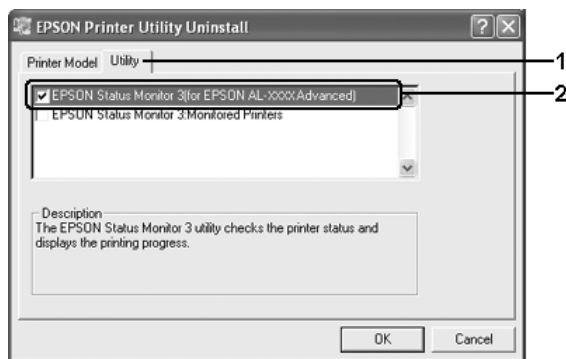 EPSON Printer Utility Uninstall
Printer Model Utility
1
EPSON Status Monitor 3(for EPSON AL-XXXX Advanced)
2
EPSON Status Monitor 3:Monitored Printers
Description
The EPSON Status Monitor 3 utility checks the printer status and
displays the printing progress.
OK Cancel